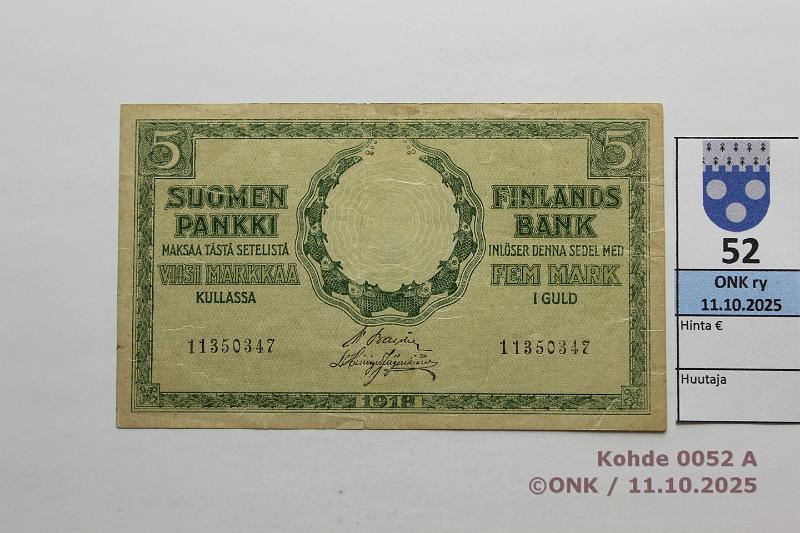 5
5
SUOMEN
PANKKI
MAKSAA TÄSTÄ SETELISTÄ
VIISI MARKKAA
KULLASSA
FINLANDS
BANK
INLÖSER DENNA SEDEL MED
FEM MARK
I GULD
11350347
11350347
1918
52
ONK ry
11.10.2025
Hinta €
Huutaja
Kohde 0052 A
©ONK / 11.10.2025